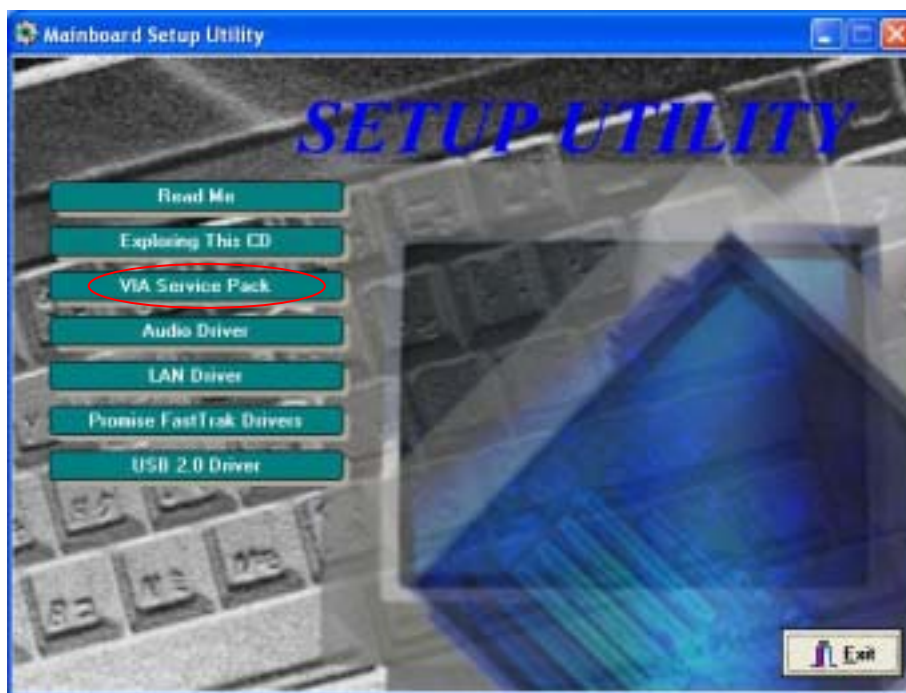 Mainboard Setup Utility
SETUP UTILITY
Read Me
Exploring This CD
VIA Service Pack
Audio Driver
LAN Driver
Promise FastTrak Drivers
USB 2.0 Driver
Exit